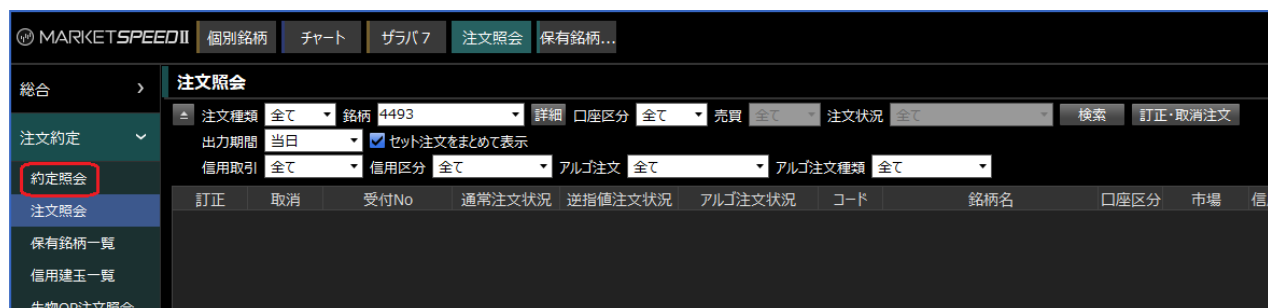 MARKETSPEEDII 個別銘柄 チャート ザラバ7 注文照会 保有銘柄...
総合
注文照会
注文種類 全て 銘柄 4493 詳細 口座区分 全て 売買 全て 注文状況 全て 検索 訂正・取消注文
注文約定
出力期間 当日 セット注文をまとめて表示
信用取引 全て 信用区分 全て アルゴ注文 全て アルゴ注文種類 全て
約定照会
訂正 取消 受付No 通常注文状況 逆指値注文状況 アルゴ注文状況 コード 銘柄名 口座区分 市場 信
注文照会
保有銘柄一覧
信用建玉一覧
先物OP注文照会